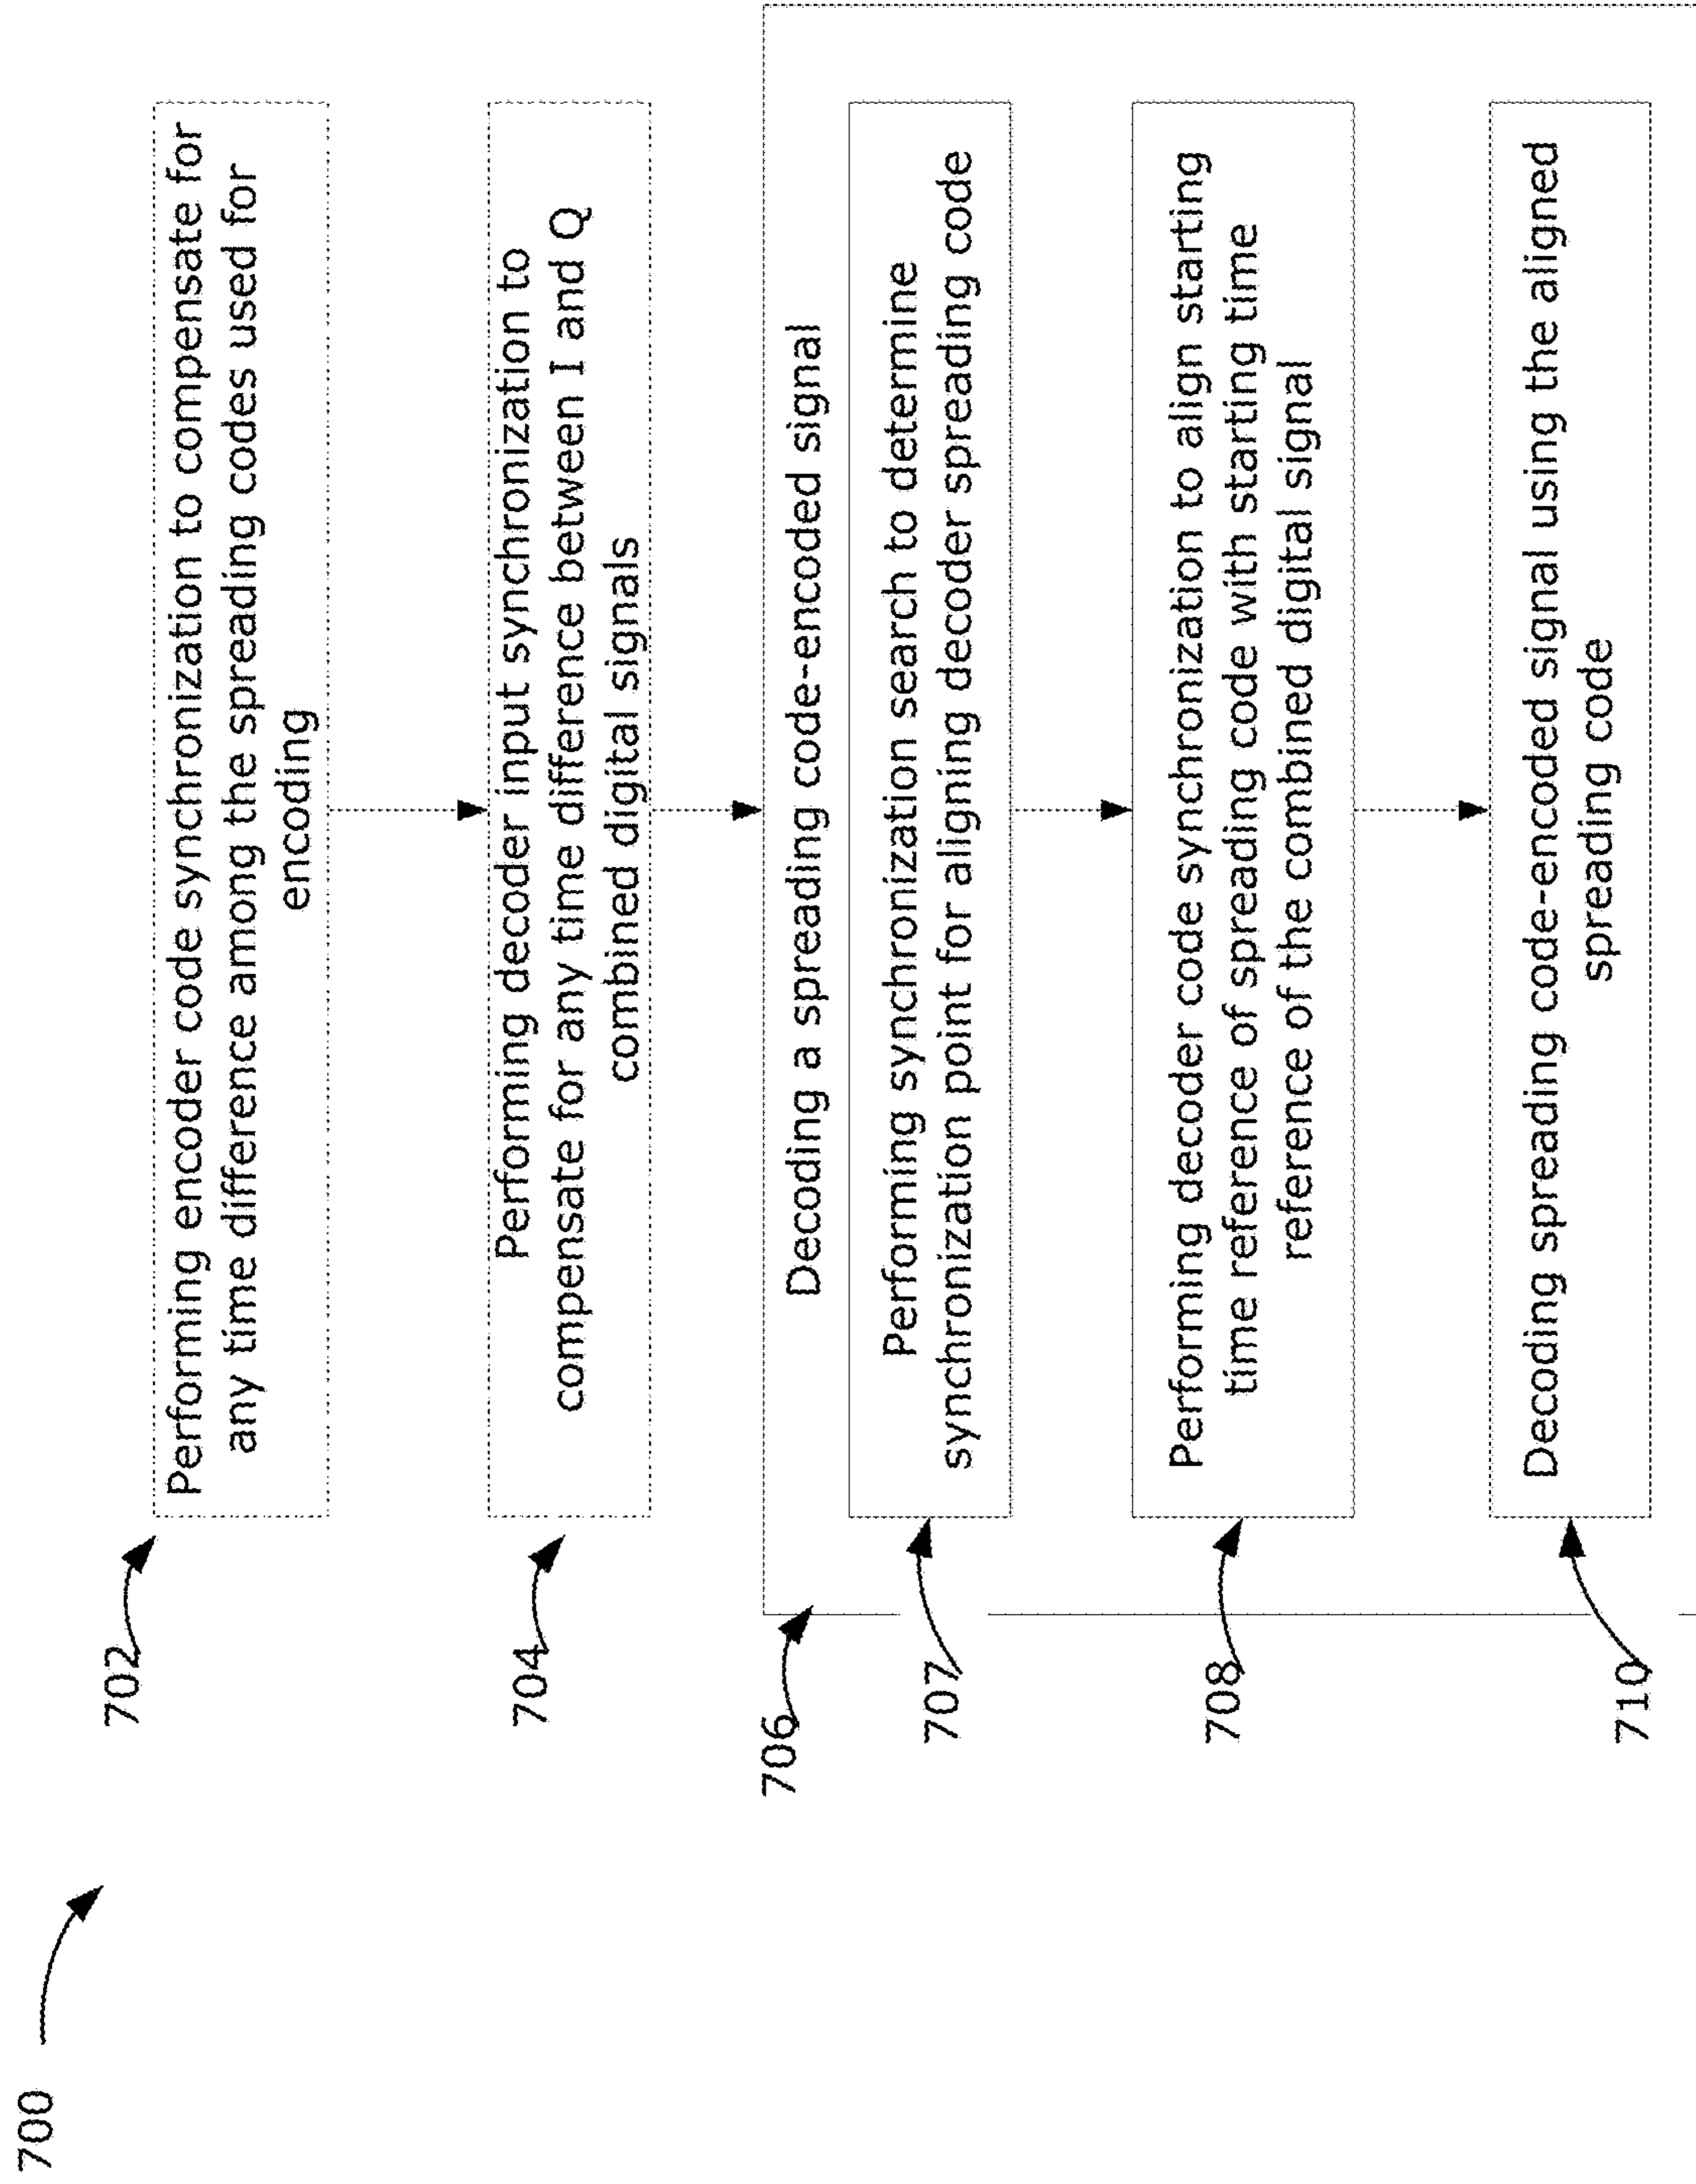 700
702
Performing encoder code synchronization to compensate for
any time difference among the spreading codes used for
encoding
704
Performing decoder input synchronization to
compensate for any time difference between I and Q
combined digital signals
706
Decoding a spreading code-encoded signal
707
Performing synchronization search to determine
synchronization point for aligning decoder spreading code
708
Performing decoder code synchronization to align starting
time reference of spreading code with starting time
reference of the combined digital signal
710
Decoding spreading code-encoded signal using the aligned
spreading code